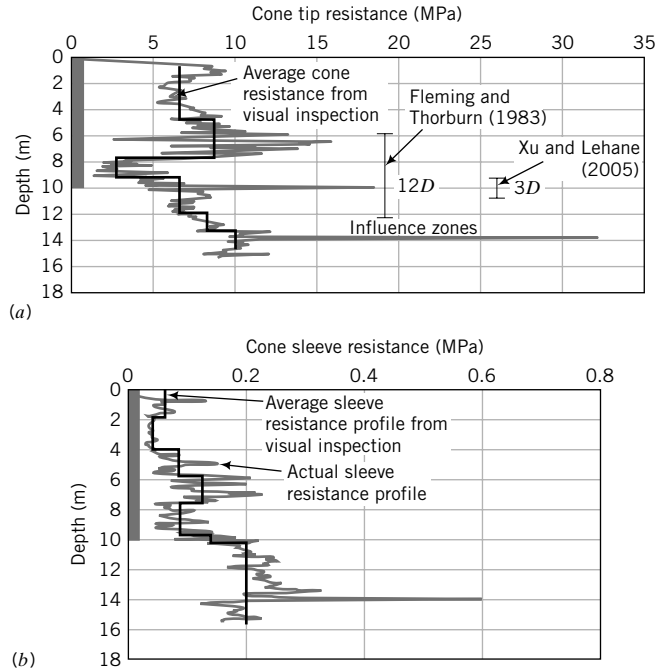 Cone tip resistance (MPa)
0 5 10 15 20 25 30 35
0
2
4
6
8
10
12
14
16
18
Depth (m)
Average cone
resistance from
visual inspection
Fleming and
Thorburn (1983)
Xu and Lehane
(2005)
12D
3D
Influence zones
(a)
Cone sleeve resistance (MPa)
0 0.2 0.4 0.6 0.8
0
2
4
6
8
10
12
14
16
18
Depth (m)
Average sleeve
resistance profile from
visual inspection
Actual sleeve
resistance profile
(b)